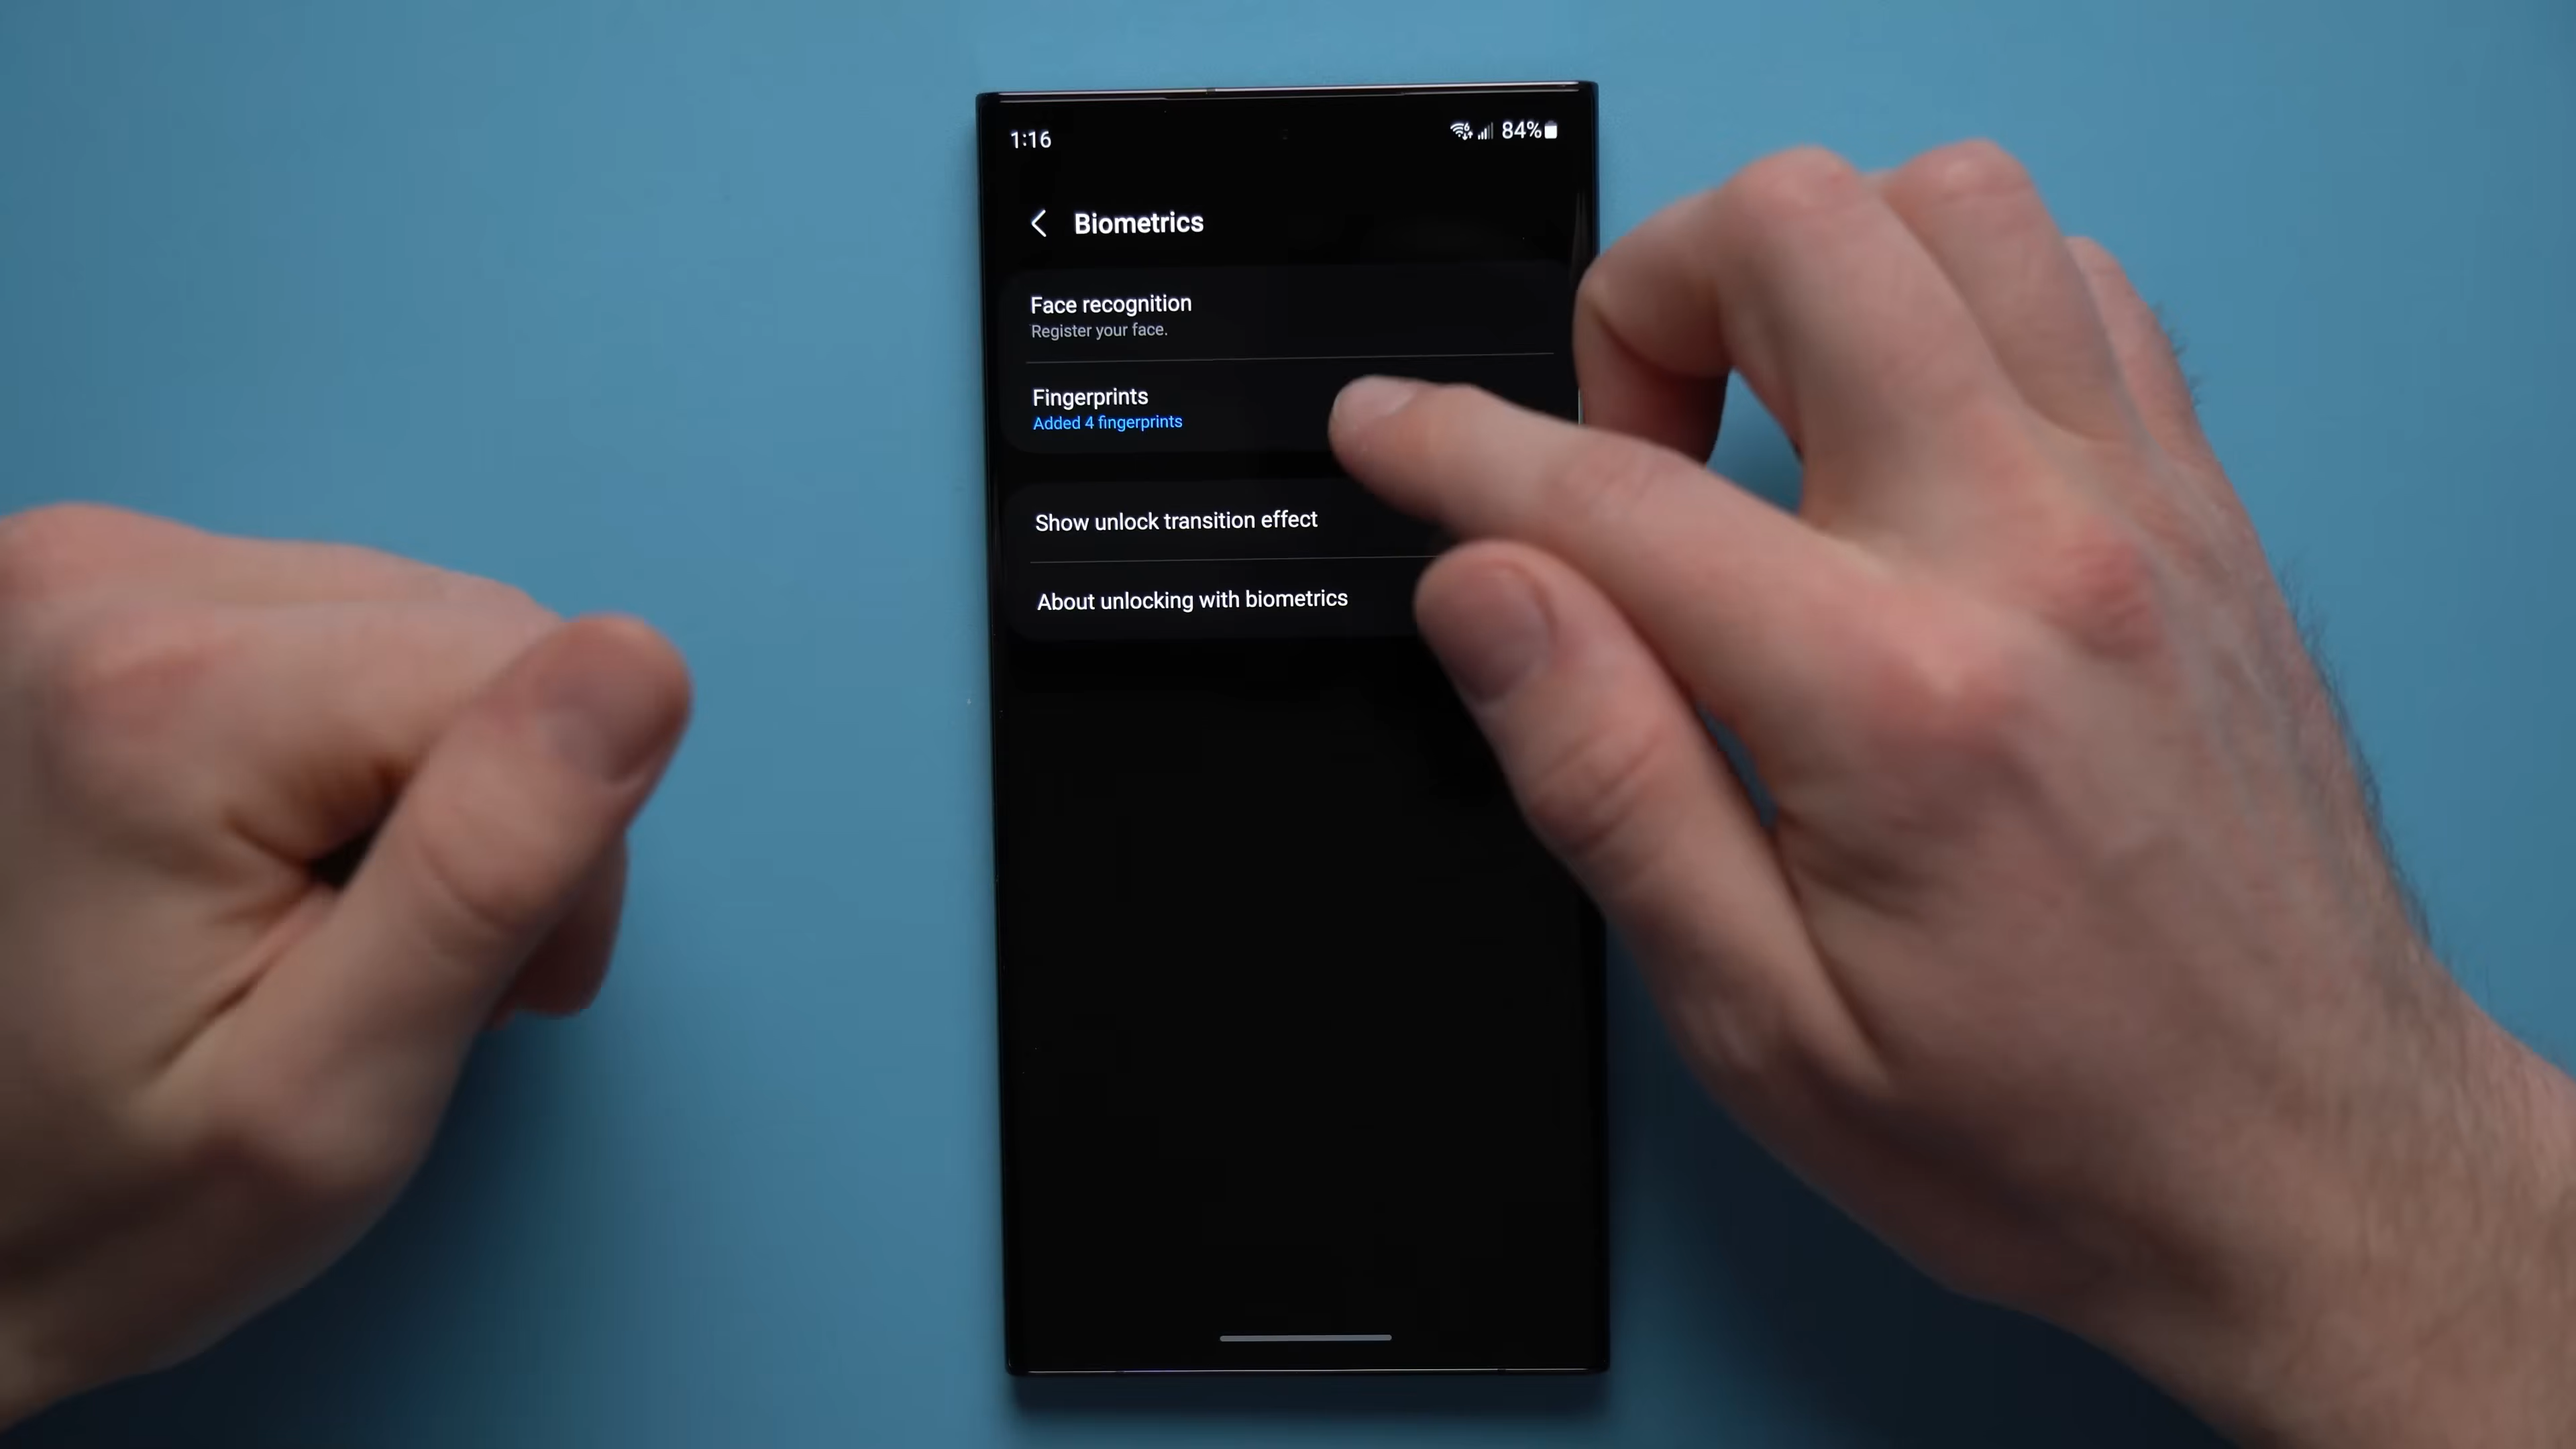 1:16
84%
Biometrics
Face recognition
Register your face.
Fingerprints
Added 4 fingerprints
Show unlock transition effect
About unlocking with biometrics